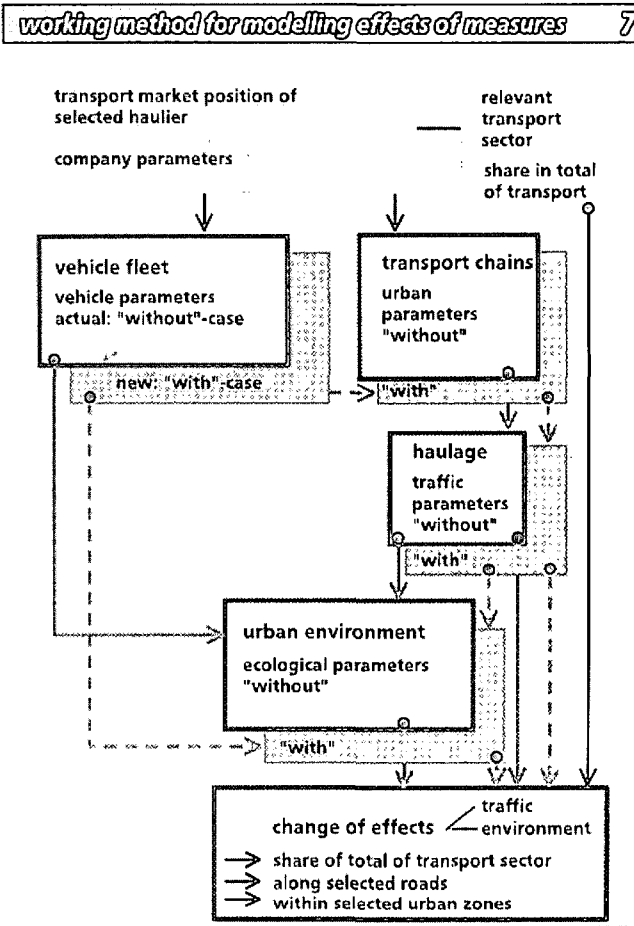 working method for modelling effects of measures 7
transport market position of
selected haulier
company parameters
relevant
transport
sector
share in total
of transport
vehicle fleet
vehicle parameters
actual: "without"-case
new: "with"-case
transport chains
urban
parameters
"without"
"with"
haulage
traffic
parameters
"without"
"with"
urban environment
ecological parameters
"without"
"with"
change of effects
traffic
environment
share of total of transport sector
along selected roads
within selected urban zones